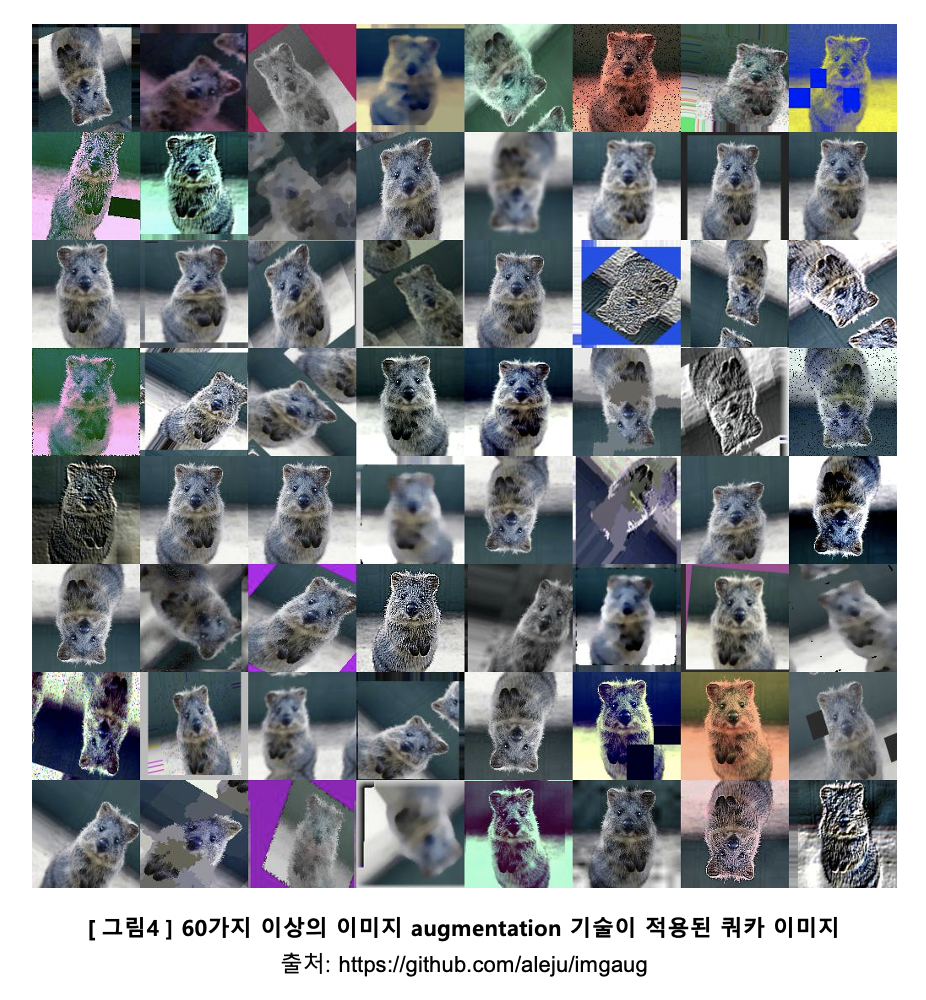 [ 그림4 ] 60가지 이상의 이미지 augmentation 기술이 적용된 쿼카 이미지
출처: https://github.com/aleju/imgaug